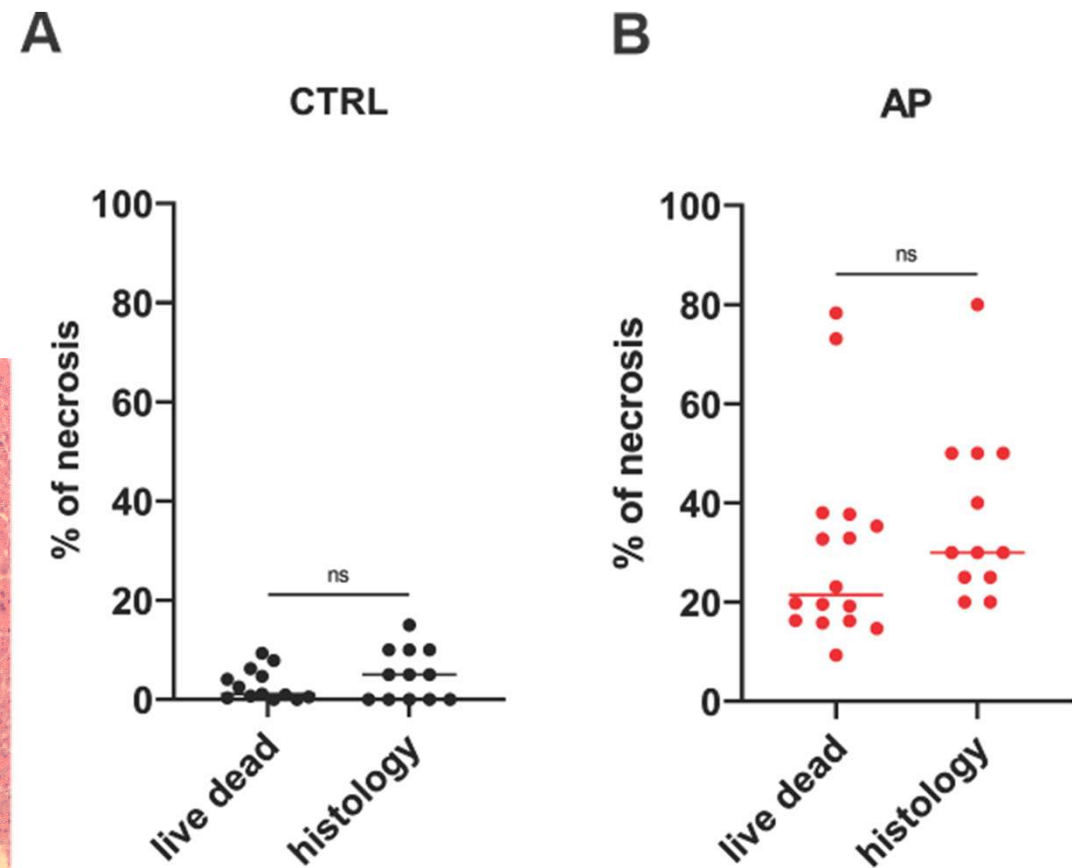 A
CTRL
% of necrosis
100
80
60
40
20
0
ns
live dead
histology
B
AP
% of necrosis
100
80
60
40
20
0
ns
live dead
histology